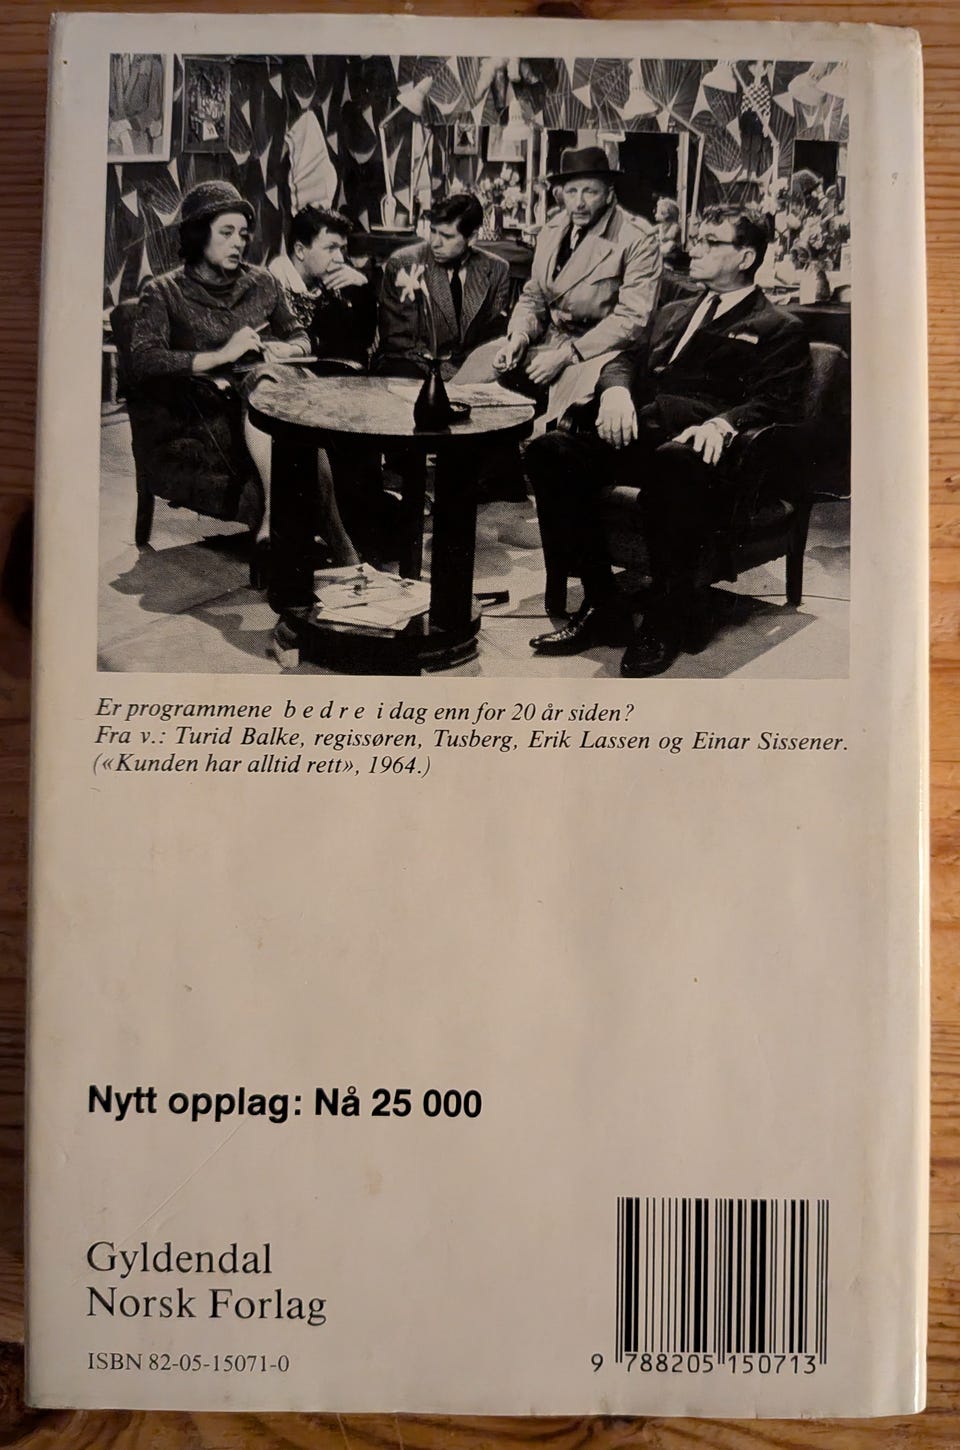 Er programmene b e d r e i dag enn for 20 år siden?
Fra v.: Turid Balke, regissøren, Tusberg, Erik Lassen og Einar Sissener.
(«Kunden har alltid rett», 1964.)
Nytt opplag: Nå 25 000
Gyldendal
Norsk Forlag
ISBN 82-05-15071-0
9 788205 150713